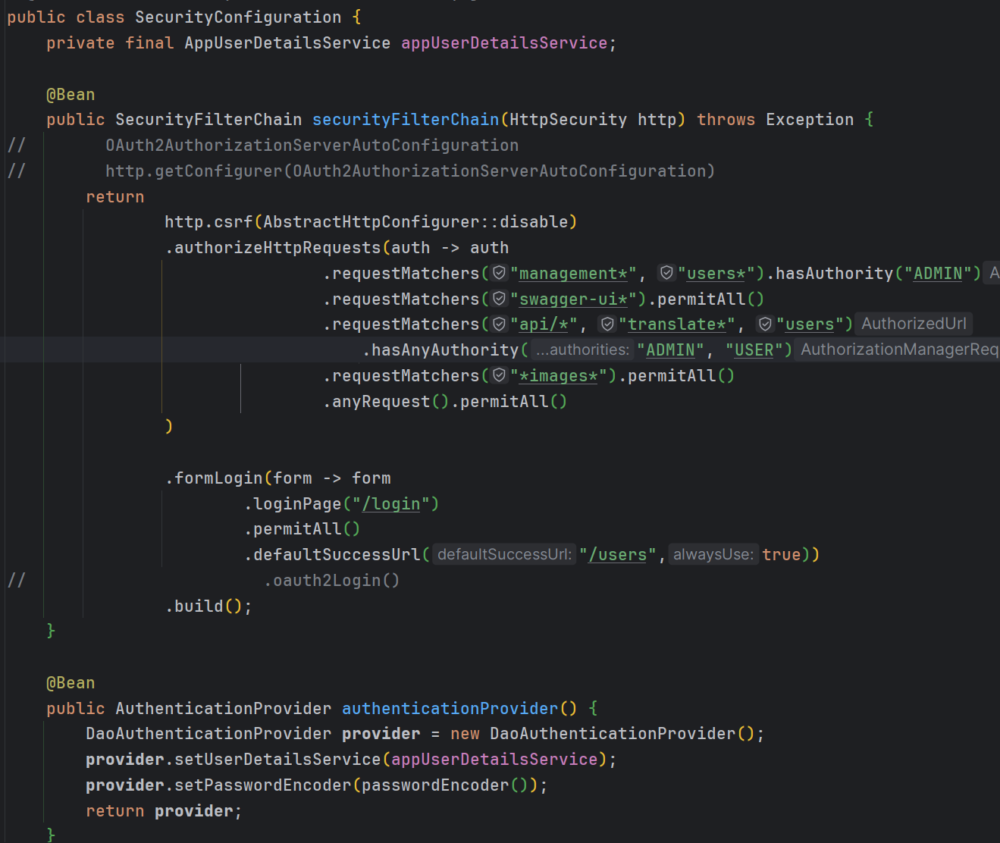 public class SecurityConfiguration {
    private final AppUserDetailsService appUserDetailsService;

    @Bean
    public SecurityFilterChain securityFilterChain(HttpSecurity http) throws Exception {
//        OAuth2AuthorizationServerAutoConfiguration
//        http.getConfigurer(OAuth2AuthorizationServerAutoConfiguration)
        return
                http.csrf(AbstractHttpConfigurer::disable)
                .authorizeHttpRequests(auth -> auth
                                .requestMatchers("management*", "users*").hasAuthority("ADMIN") A
                                .requestMatchers("swagger-ui*").permitAll()
                                .requestMatchers("api/*", "translate*", "users") AuthorizedUrl
                                    .hasAnyAuthority( ...authorities: "ADMIN", "USER") AuthorizationManagerReq
                                .requestMatchers("*images*").permitAll()
                                .anyRequest().permitAll()
                )

                .formLogin(form -> form
                        .loginPage("/login")
                        .permitAll()
                        .defaultSuccessUrl( defaultSuccessUrl: "/users", alwaysUse: true))
//                        .oauth2Login()
                .build();
    }

    @Bean
    public AuthenticationProvider authenticationProvider() {
        DaoAuthenticationProvider provider = new DaoAuthenticationProvider();
        provider.setUserDetailsService(appUserDetailsService);
        provider.setPasswordEncoder(passwordEncoder());
        return provider;
    }